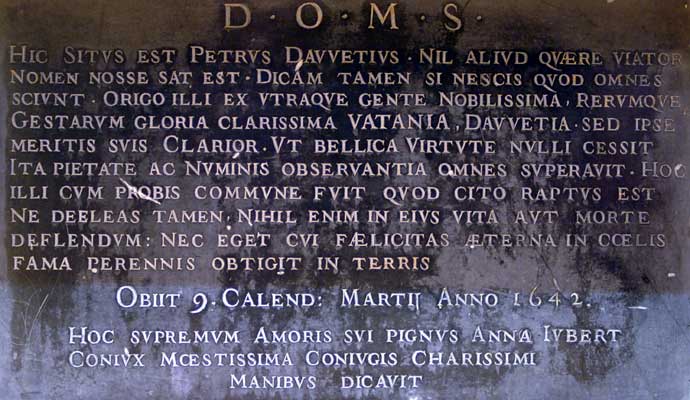 D·O·M·S·
HIC SITVS EST PETRVS DAVVETIVS · NIL ALIVD QVÆRE VIATOR
NOMEN NOSSE SAT EST · DICAM TAMEN SI NESCIS QVOD OMNES
SCIVNT · ORIGO ILLI EX VTRAQVE GENTE NOBILISSIMA, RERVMQVE
GESTARVM GLORIA CLARISSIMA VATANIA, DAVVETIA · SED IPSE
MERITIS SVIS CLARIOR · VT BELLICA VIRTVTE NVLLI CESSIT
ITA PIETATE AC NVMINIS OBSERVANTIA OMNES SVPERAVIT · HOC
ILLI CVM PROBIS COMMVNE FVIT QVOD CITO RAPTVS EST
NE DEFLEAS TAMEN, NIHIL ENIM IN EIVS VITA AVT MORTE
DEFLENDVM: NEC EGET CVI FÆLICITAS ÆTERNA IN CŒLIS
FAMA PERENNIS OBTIGIT IN TERRIS
OBIIT 9. CALEND: MARTIJ ANNO 1642.
HOC SVPREMVM AMORIS SVI PIGNVS ANNA IVBERT
CONIVX MŒSTISSIMA CONIVGIS CHARISSIMI
MANIBVS DICAVIT